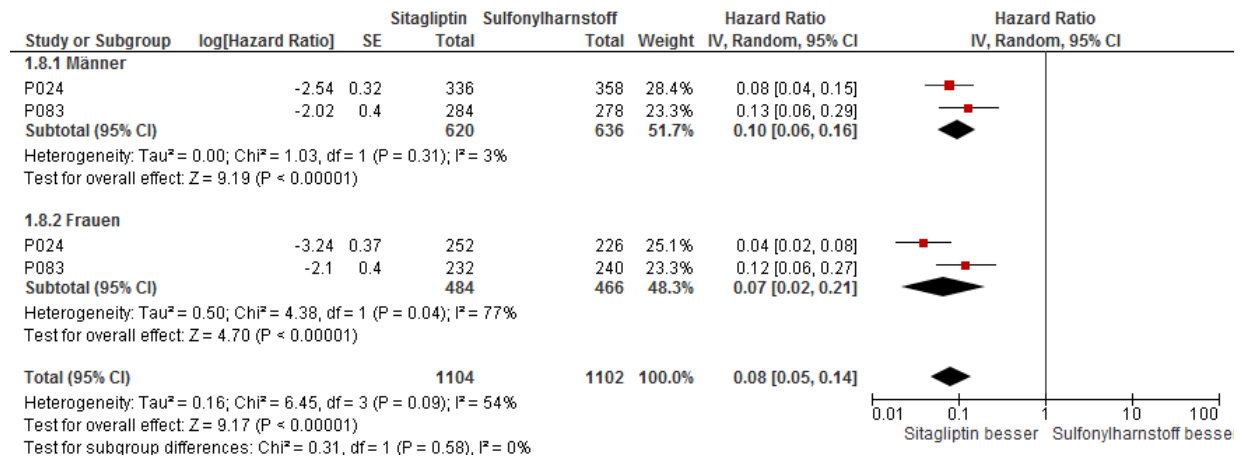 Sitagliptin Sulfonylharnstoff Hazard Ratio Hazard Ratio
Study or Subgroup log[Hazard Ratio] SE Total Total Weight IV, Random, 95% CI IV, Random, 95% CI
1.8.1 Männer
P024 -2.54 0.32 336 358 28.4% 0.08 [0.04, 0.15]
P083 -2.02 0.4 284 278 23.3% 0.13 [0.06, 0.29]
Subtotal (95% CI) 620 636 51.7% 0.10 [0.06, 0.16]
Heterogeneity: Tau² = 0.00; Chi² = 1.03, df = 1 (P = 0.31); I² = 3%
Test for overall effect: Z = 9.19 (P < 0.00001)
1.8.2 Frauen
P024 -3.24 0.37 252 226 25.1% 0.04 [0.02, 0.08]
P083 -2.1 0.4 232 240 23.3% 0.12 [0.06, 0.27]
Subtotal (95% CI) 484 466 48.3% 0.07 [0.02, 0.21]
Heterogeneity: Tau² = 0.50; Chi² = 4.38, df = 1 (P = 0.04); I² = 77%
Test for overall effect: Z = 4.70 (P < 0.00001)
Total (95% CI) 1104 1102 100.0% 0.08 [0.05, 0.14]
Heterogeneity: Tau² = 0.16; Chi² = 6.45, df = 3 (P = 0.09); I² = 54%
Test for overall effect: Z = 9.17 (P < 0.00001)
Test for subgroup differences: Chi² = 0.31, df = 1 (P = 0.58), I² = 0%
0.01 0.1 1 10 100
Sitagliptin besser Sulfonylharnstoff besser